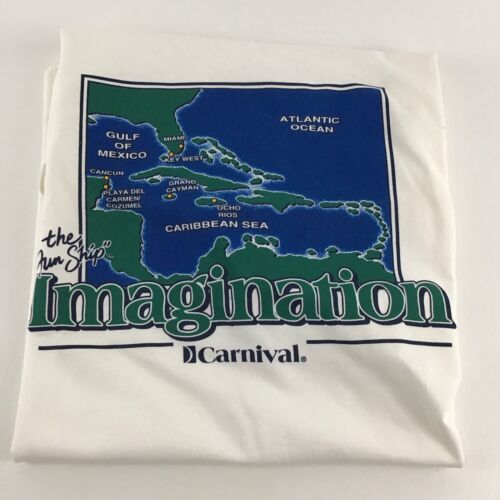 ATLANTIC
OCEAN
GULF
OF
MEXICO
MIAMI
KEY WEST
CANCUN
PLAYA DEL
CARMEN/
COZUMEL
GRAND
CAYMAN
OCHO
RIOS
CARIBBEAN SEA
the
Fun "Ship"
Imagination
Carnival®